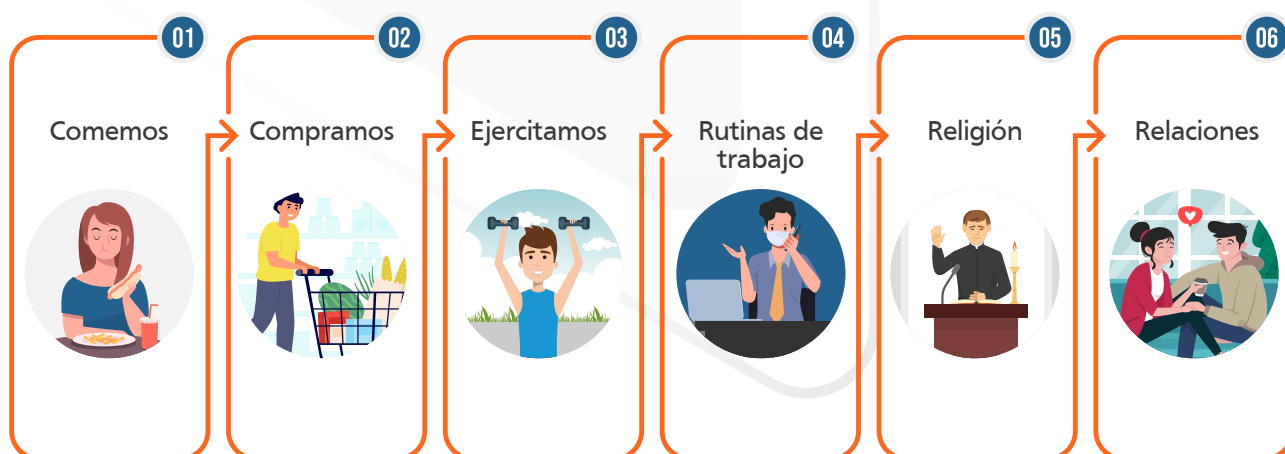 01
Comemos
02
Compramos
03
Ejercitamos
04
Rutinas de
trabajo
05
Religión
06
Relaciones